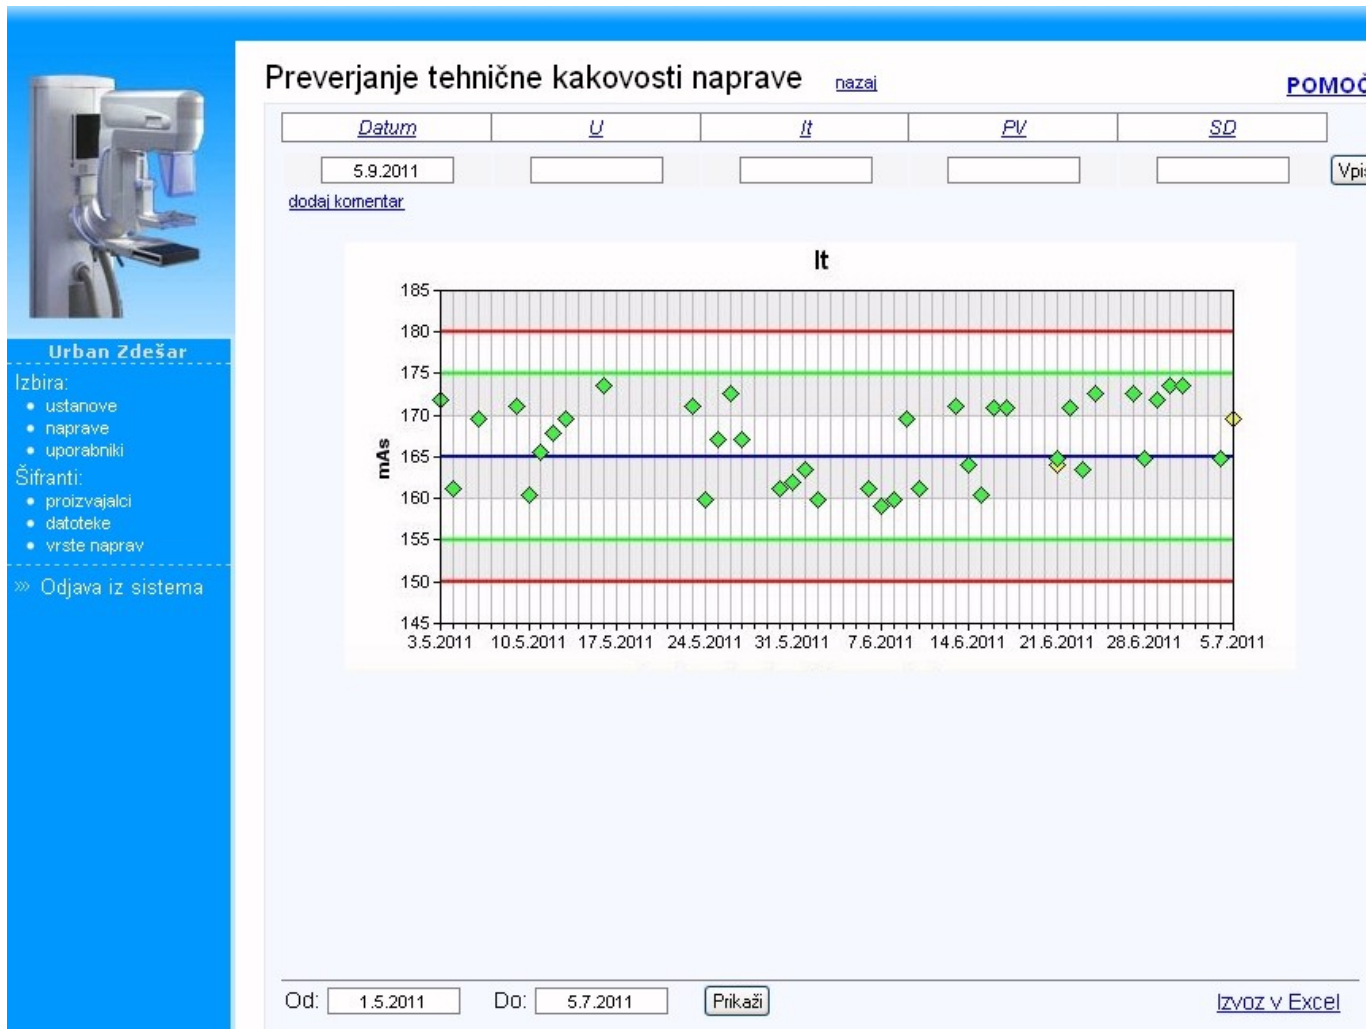 Preverjanje tehnične kakovosti naprave nazaj POMOČ
Datum U It PV SD
5.9.2011 Vpis
dodaj komentar
Urban Zdešar
Izbira:
ustanove
naprave
uporabniki
Šifranti:
proizvajalci
datoteke
vrste naprav
»» Odjava iz sistema
It
mAs
185
180
175
170
165
160
155
150
145
3.5.2011 10.5.2011 17.5.2011 24.5.2011 31.5.2011 7.6.2011 14.6.2011 21.6.2011 28.6.2011 5.7.2011
Od: 1.5.2011 Do: 5.7.2011 Prikaži Izvoz v Excel